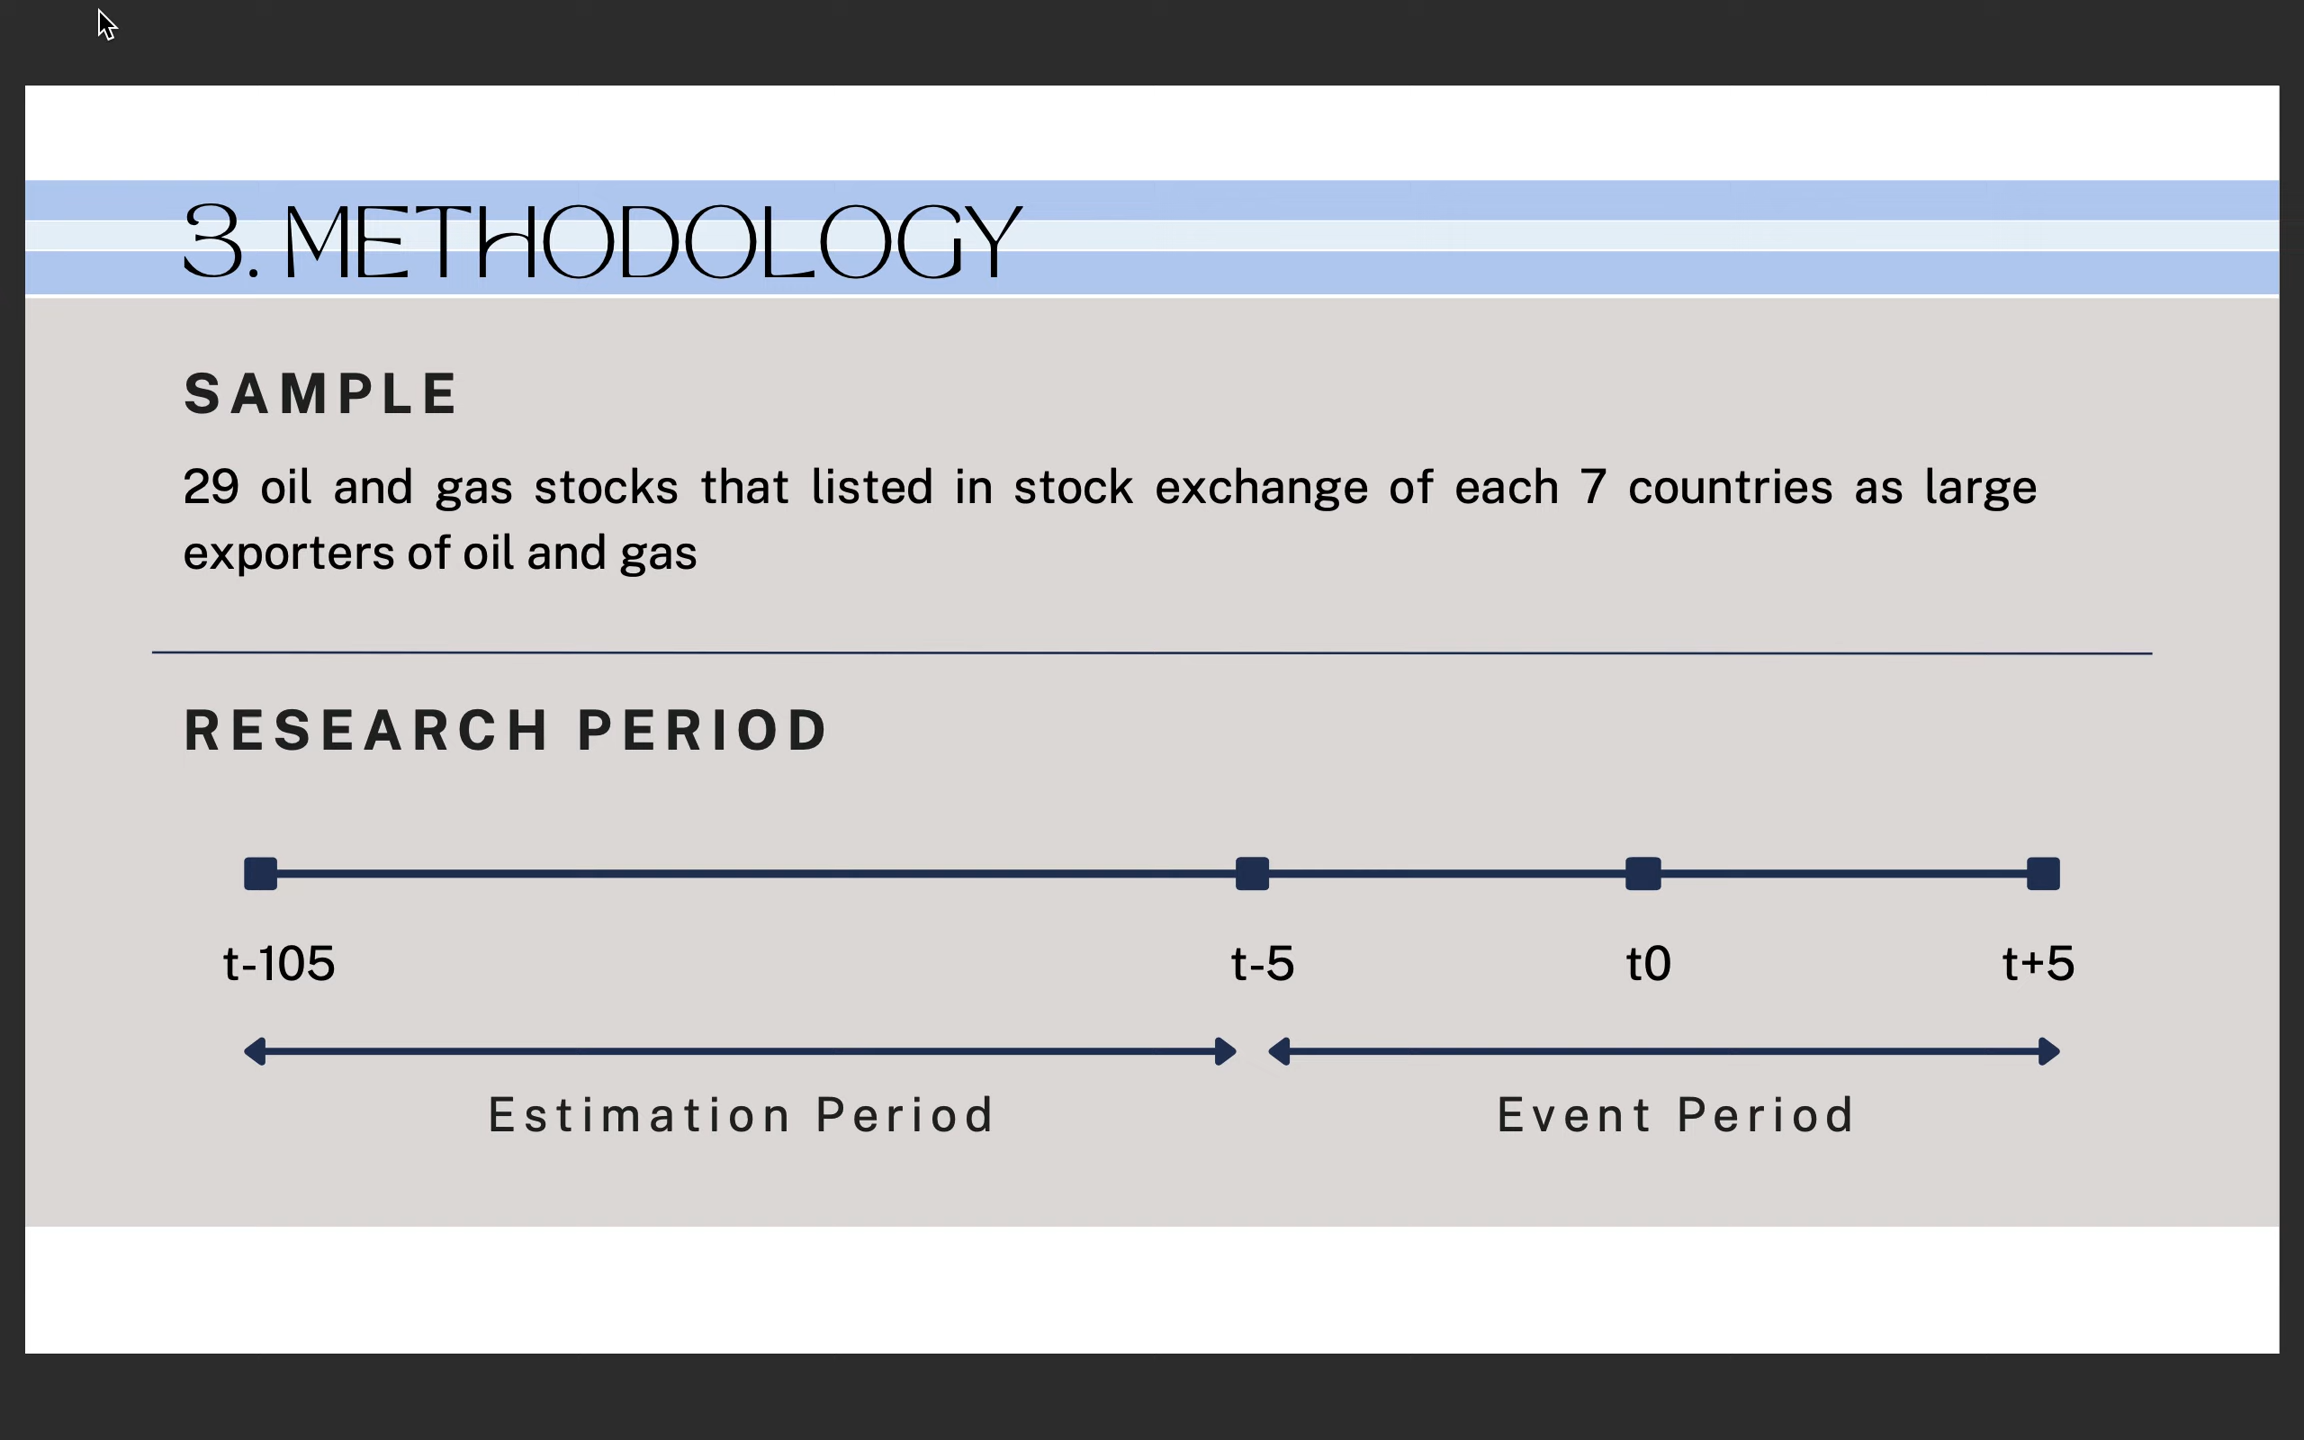 3. METHODOLOGY
SAMPLE
29 oil and gas stocks that listed in stock exchange of each 7 countries as large
exporters of oil and gas
RESEARCH PERIOD
t-105 t-5 t0 t+5
Estimation Period Event Period